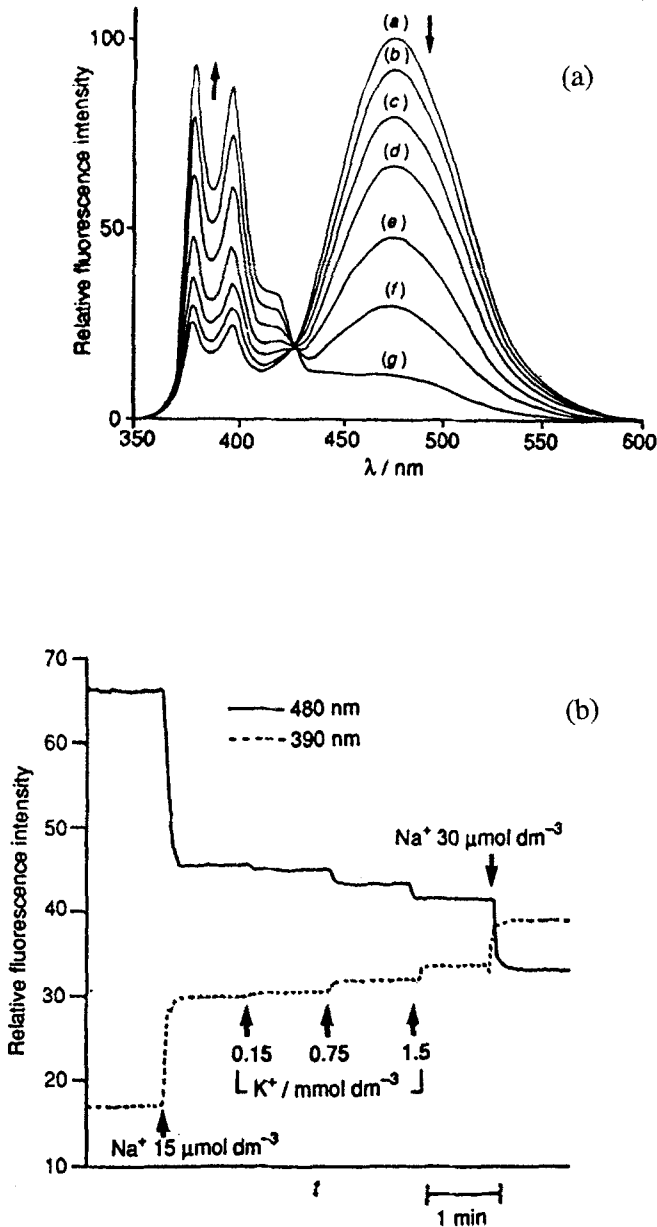 100
50
0
Relative fluorescence intensity
(a)
(b)
(c)
(d)
(e)
(f)
(g)
(a)
350
400
450
500
550
600
λ / nm
70
60
50
40
30
20
10
Relative fluorescence intensity
480 nm
390 nm
(b)
Na⁺ 30 μmol dm⁻³
0.15 0.75 1.5
K⁺ / mmol dm⁻³
Na⁺ 15 μmol dm⁻³
t
1 min